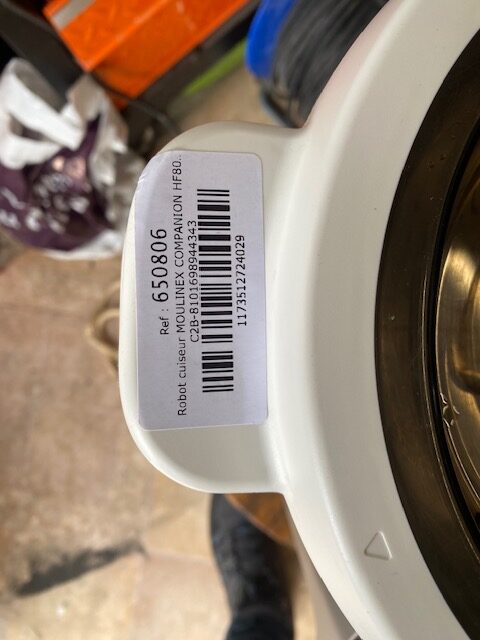 Ref : 650806
Robot cuiseur MOULINEX COMPANION HF80..
C2B-8101698944343
1173512724029